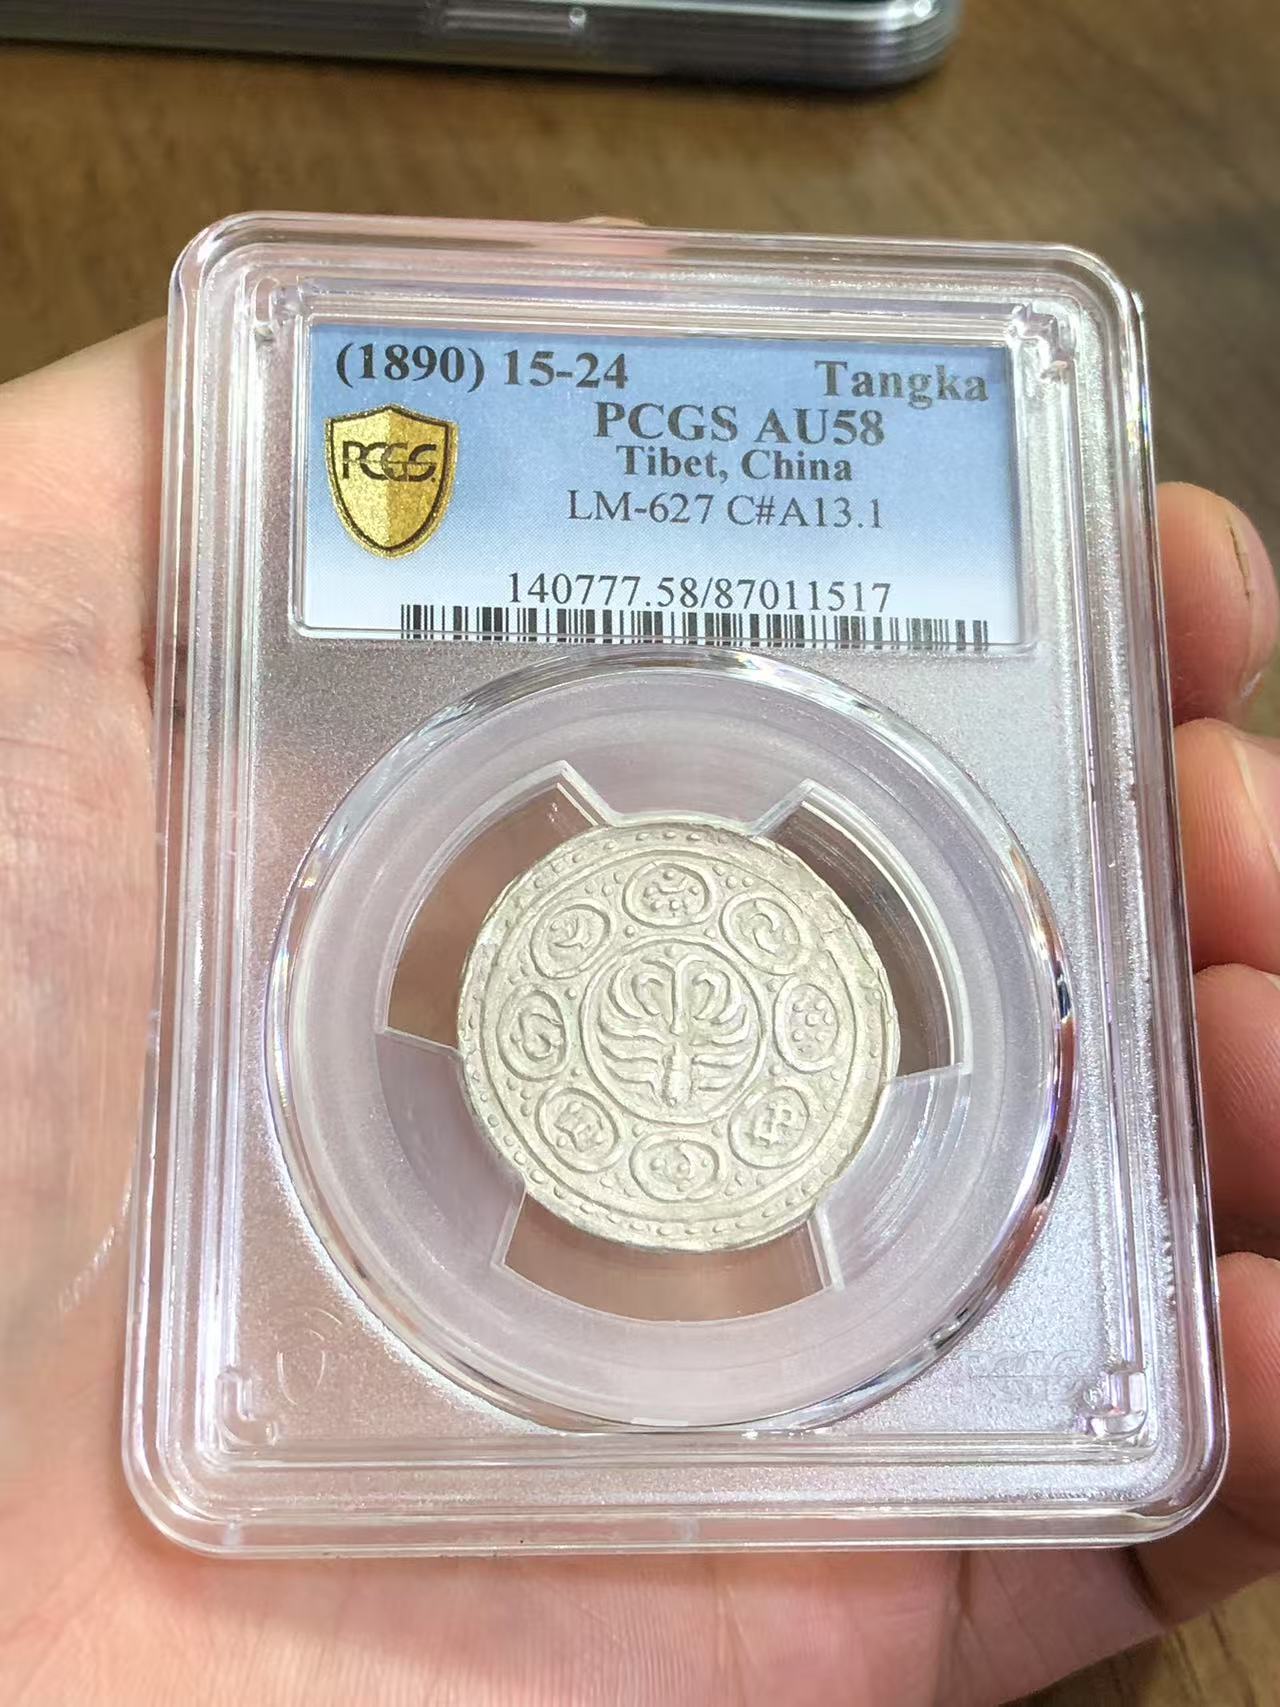 (1890) 15-24 Tangka
PCGS AU58
Tibet, China
LM-627 C#A13.1
PCGS
140777.58/87011517